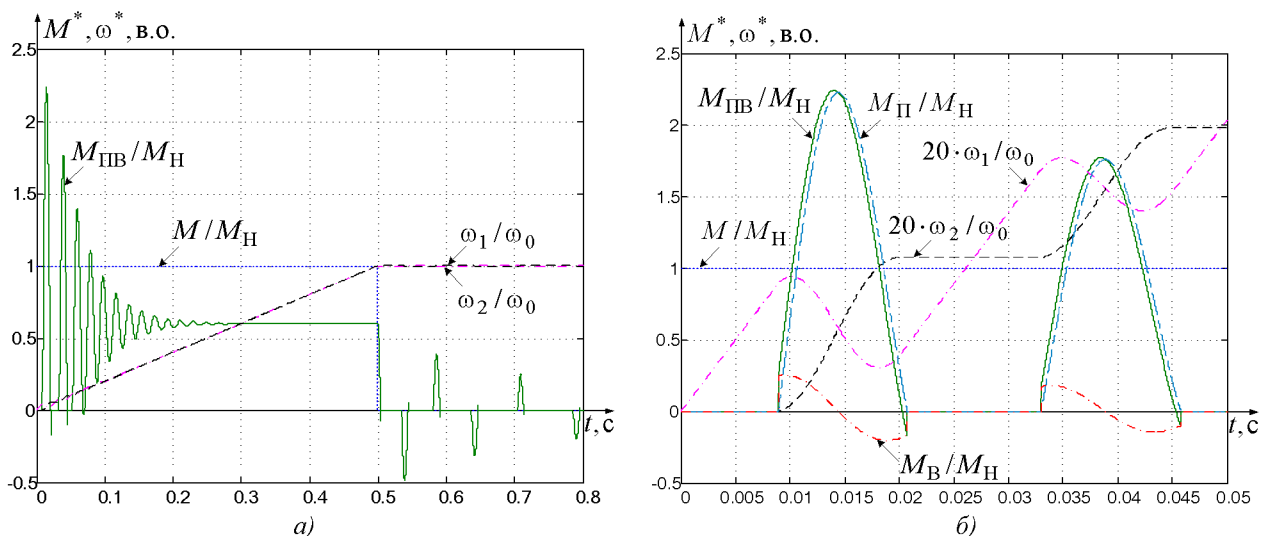 M*, ω*, в.о.
2.5
2
1.5
1
0.5
0
-0.5
M_ПВ/M_Н
M/M_Н
ω_1/ω_0
ω_2/ω_0
0 0.1 0.2 0.3 0.4 0.5 0.6 0.7 0.8
t, с
а)
M*, ω*, в.о.
2.5
2
1.5
1
0.5
0
-0.5
M_ПВ/M_Н
M_П/M_Н
20·ω_1/ω_0
M/M_Н
20·ω_2/ω_0
M_В/M_Н
0 0.005 0.01 0.015 0.02 0.025 0.03 0.035 0.04 0.045 0.05
t, с
б)